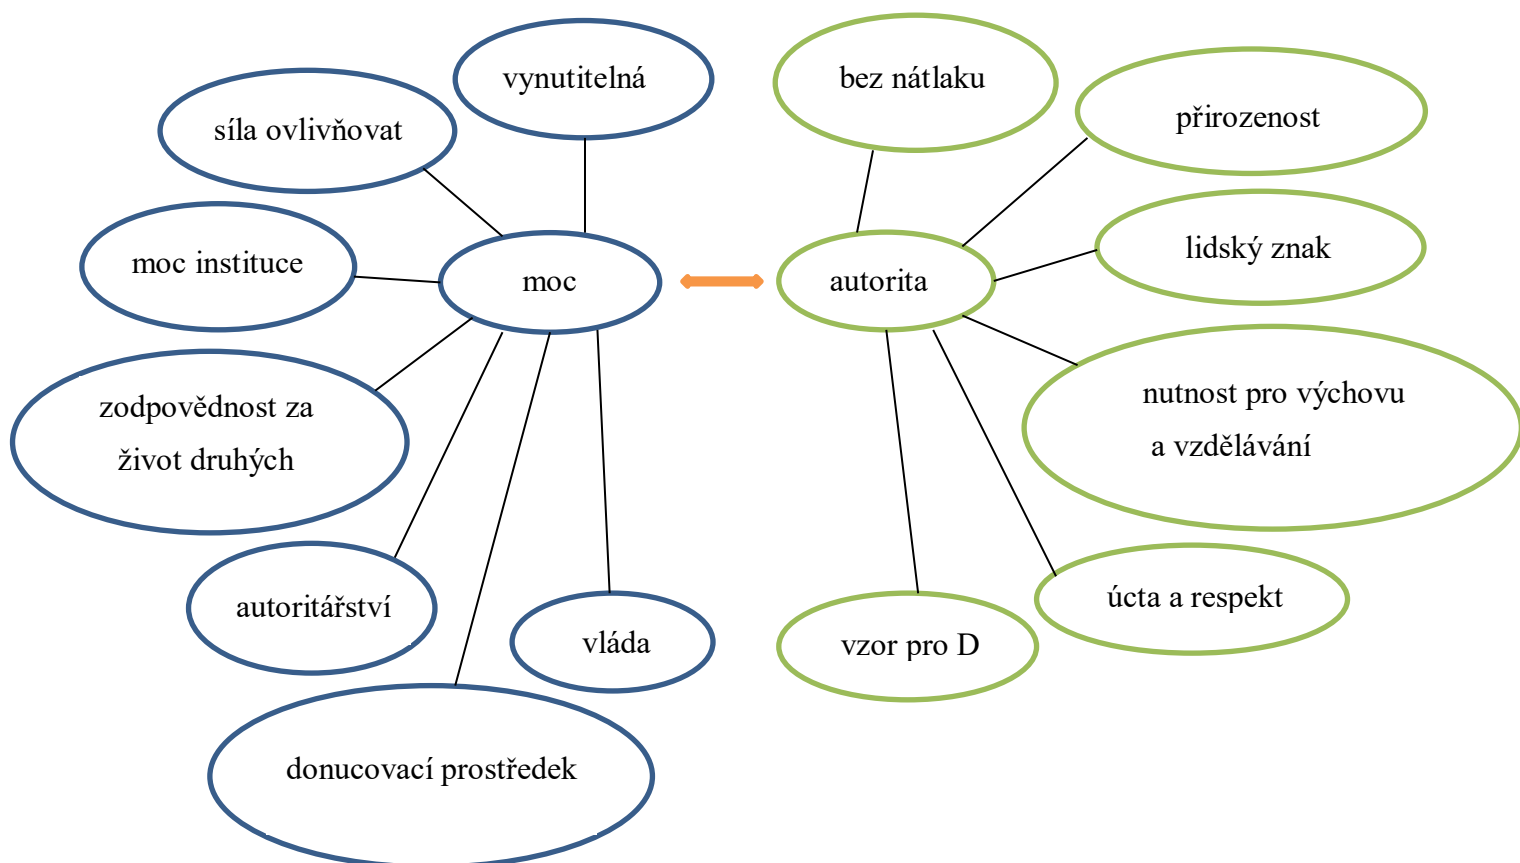 vynutitelná
síla ovlivňovat
moc instituce
moc
zodpovědnost za
život druhých
autoritářství
vláda
donucovací prostředek
bez nátlaku
přirozenost
lidský znak
autorita
nutnost pro výchovu
a vzdělávání
úcta a respekt
vzor pro D